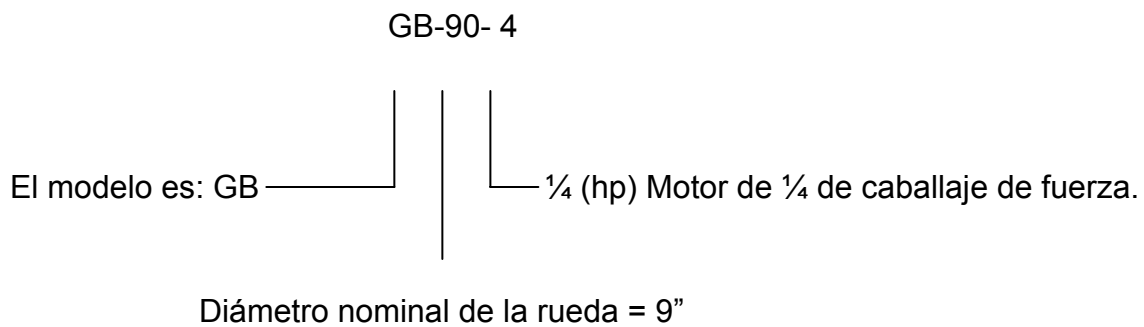 GB-90- 4
El modelo es: GB
¼ (hp) Motor de ¼ de caballaje de fuerza.
Diámetro nominal de la rueda = 9”